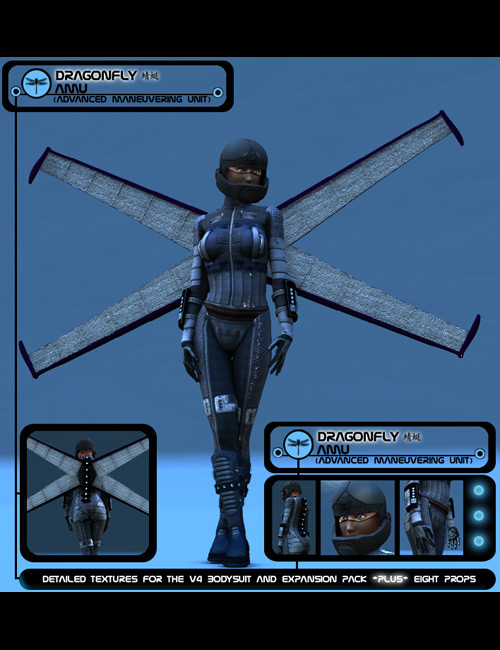 DRAGONFLY 蜻蜓
AMU
(ADVANCED MANEUVERING UNIT)
DRAGONFLY 蜻蜓
AMU
(ADVANCED MANEUVERING UNIT)
DETAILED TEXTURES FOR THE V4 BODYSUIT AND EXPANSION PACK *PLUS* EIGHT PROPS